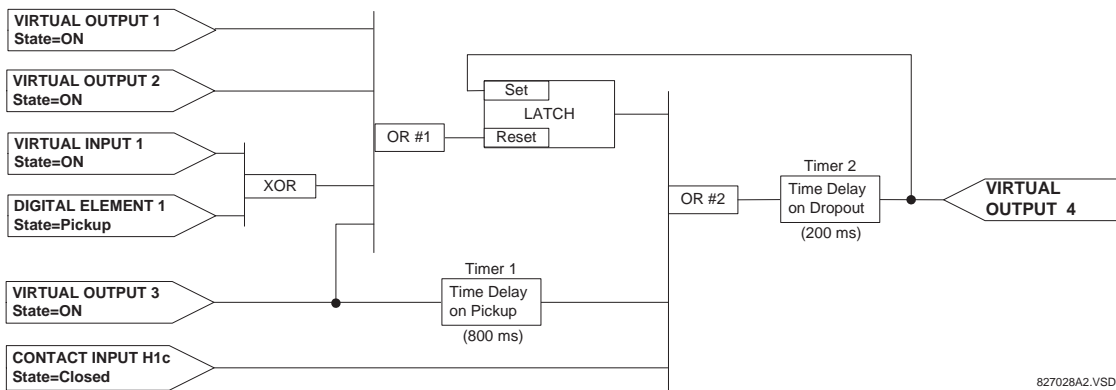 VIRTUAL OUTPUT 1
State=ON
VIRTUAL OUTPUT 2
State=ON
VIRTUAL INPUT 1
State=ON
DIGITAL ELEMENT 1
State=Pickup
VIRTUAL OUTPUT 3
State=ON
CONTACT INPUT H1c
State=Closed
XOR
OR #1
Set
LATCH
Reset
Timer 1
Time Delay
on Pickup
(800 ms)
OR #2
Timer 2
Time Delay
on Dropout
(200 ms)
VIRTUAL
OUTPUT 4
827028A2.VSD